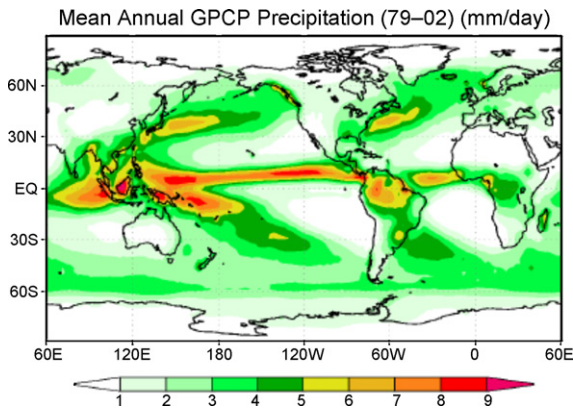 Mean Annual GPCP Precipitation (79–02) (mm/day)
60N
30N
EQ
30S
60S
60E 120E 180 120W 60W 0 60E
1 2 3 4 5 6 7 8 9